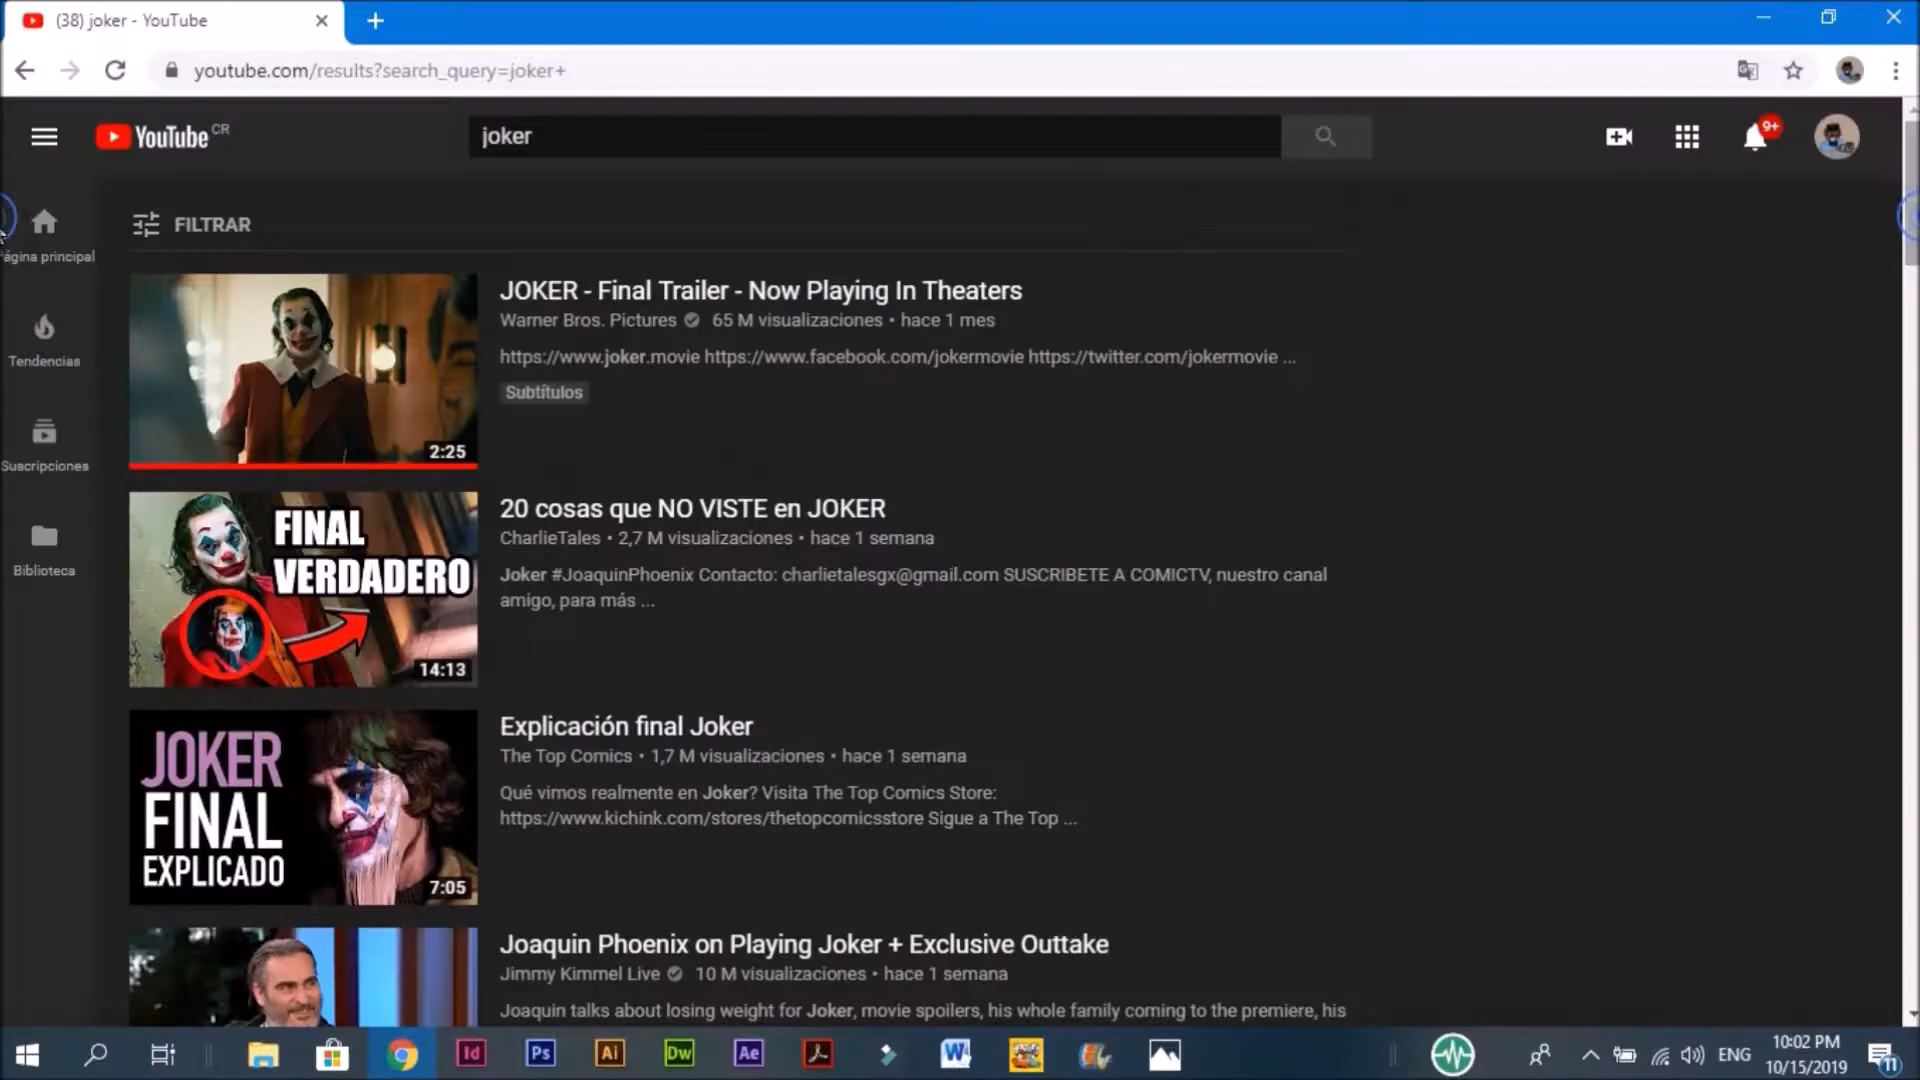 (38) joker - YouTube
youtube.com/results?search_query=joker+
YouTube CR
joker
9+
FILTRAR
Página principal
Tendencias
Suscripciones
Biblioteca
JOKER - Final Trailer - Now Playing In Theaters
Warner Bros. Pictures 65 M visualizaciones • hace 1 mes
https://www.joker.movie https://www.facebook.com/jokermovie https://twitter.com/jokermovie ...
Subtítulos
2:25
20 cosas que NO VISTE en JOKER
CharlieTales • 2,7 M visualizaciones • hace 1 semana
Joker #JoaquinPhoenix Contacto: charlietalesgx@gmail.com SUSCRIBETE A COMICTV, nuestro canal
amigo, para más ...
FINAL
VERDADERO
14:13
Explicación final Joker
The Top Comics • 1,7 M visualizaciones • hace 1 semana
Qué vimos realmente en Joker? Visita The Top Comics Store:
https://www.kichink.com/stores/thetopcomicsstore Sigue a The Top ...
JOKER
FINAL
EXPLICADO
7:05
Joaquin Phoenix on Playing Joker + Exclusive Outtake
Jimmy Kimmel Live 10 M visualizaciones • hace 1 semana
Joaquin talks about losing weight for Joker, movie spoilers, his whole family coming to the premiere, his
Id
Ps
Ai
Dw
Ae
W
ENG
10:02 PM
10/15/2019
11